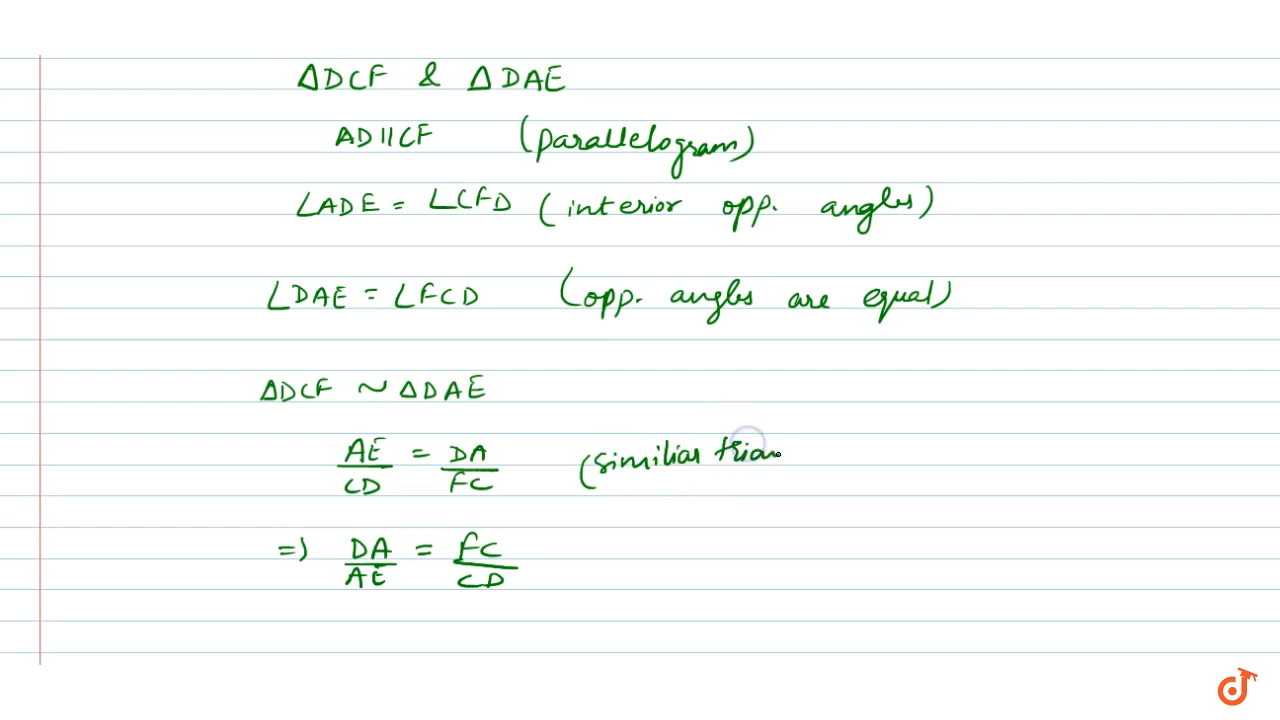 ΔDCF & ΔDAE
AD||CF (parallelogram)
∠ADE = ∠CFD (interior opp. angles)
∠DAE = ∠FCD (opp. angles are equal)
ΔDCF ~ ΔDAE
AE/CD = DA/FC (similiar trian
=) DA/AE = FC/CD